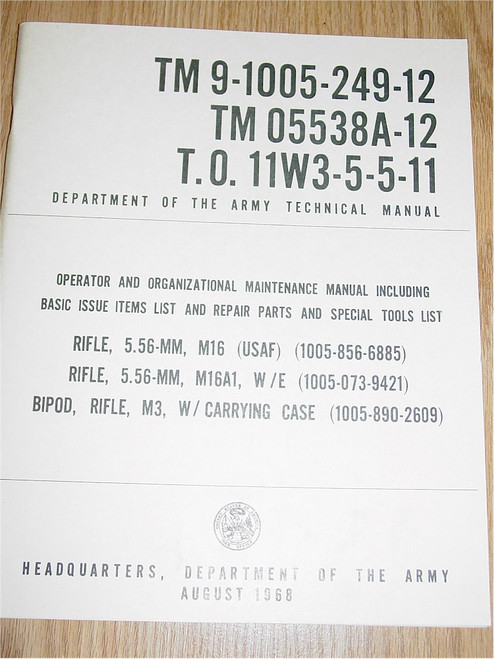 TM 9-1005-249-12
TM 05538A-12
T.O. 11W3-5-5-11
DEPARTMENT OF THE ARMY TECHNICAL MANUAL
OPERATOR AND ORGANIZATIONAL MAINTENANCE MANUAL INCLUDING
BASIC ISSUE ITEMS LIST AND REPAIR PARTS AND SPECIAL TOOLS LIST
RIFLE, 5.56-MM, M16 (USAF) (1005-856-6885)
RIFLE, 5.56-MM, M16A1, W/E (1005-073-9421)
BIPOD, RIFLE, M3, W/CARRYING CASE (1005-890-2609)
HEADQUARTERS, DEPARTMENT OF THE ARMY
AUGUST 1968